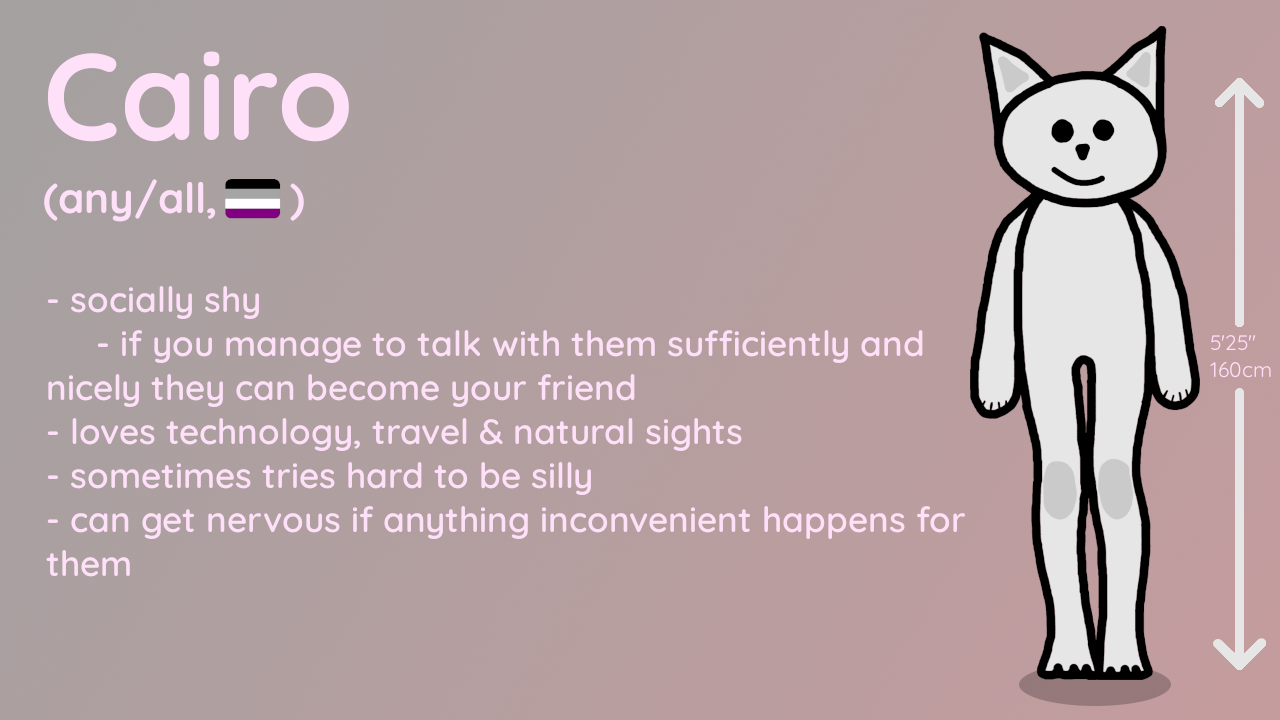 Cairo
(any/all, )
- socially shy
- if you manage to talk with them sufficiently and
nicely they can become your friend
- loves technology, travel & natural sights
- sometimes tries hard to be silly
- can get nervous if anything inconvenient happens for
them
5'25"
160cm